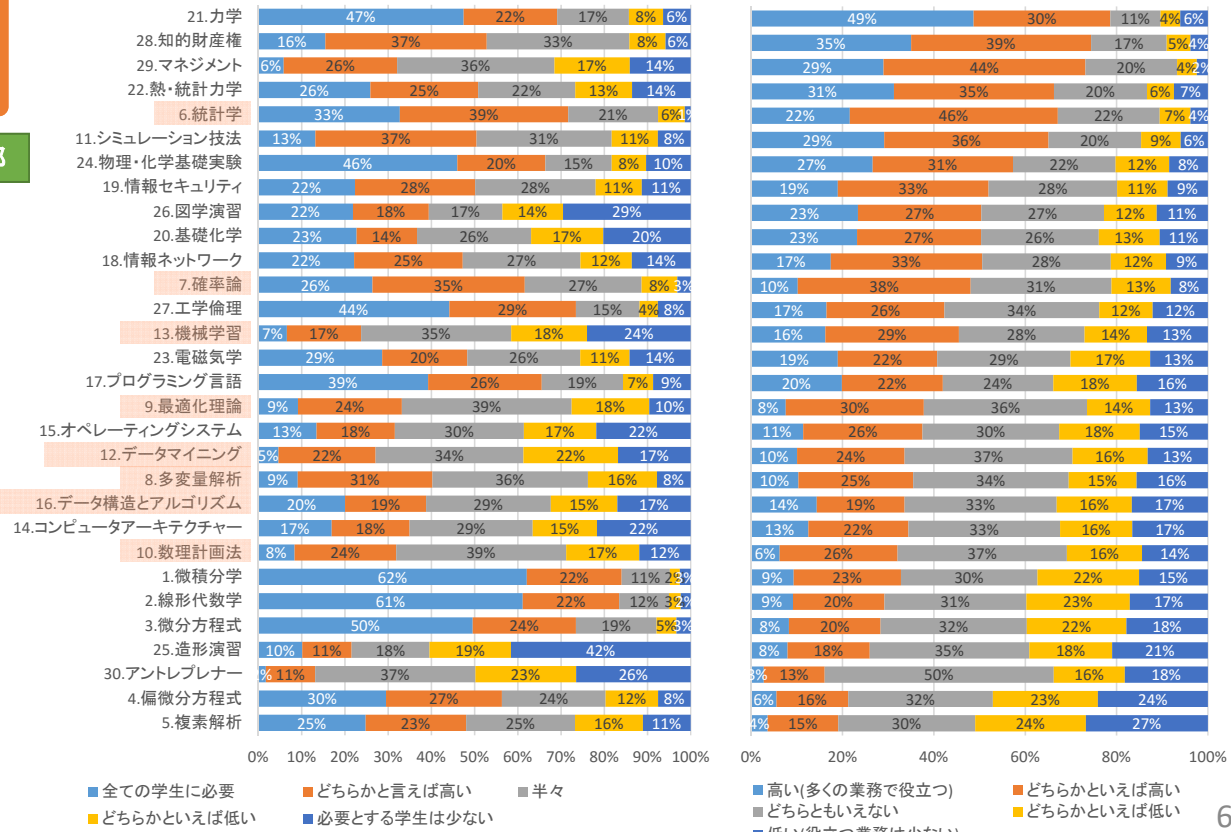 21.力学 47% 22% 17% 8% 6% 49% 30% 11% 4% 6%
28.知的財産権 16% 37% 33% 8% 6% 35% 39% 17% 5% 4%
29.マネジメント 6% 26% 36% 17% 14% 29% 44% 20% 4% 2%
22.熱・統計力学 26% 25% 22% 13% 14% 31% 35% 20% 6% 7%
6.統計学 33% 39% 21% 6% 1% 22% 46% 22% 7% 4%
11.シミュレーション技法 13% 37% 31% 11% 8% 29% 36% 20% 9% 6%
24.物理・化学基礎実験 46% 20% 15% 8% 10% 27% 31% 22% 12% 8%
19.情報セキュリティ 22% 28% 28% 11% 11% 19% 33% 28% 11% 9%
26.図学演習 22% 18% 17% 14% 29% 23% 27% 27% 12% 11%
20.基礎化学 23% 14% 26% 17% 20% 23% 27% 26% 13% 11%
18.情報ネットワーク 22% 25% 27% 12% 14% 17% 33% 28% 12% 9%
7.確率論 26% 35% 27% 8% 3% 10% 38% 31% 13% 8%
27.工学倫理 44% 29% 15% 4% 8% 17% 26% 34% 12% 12%
13.機械学習 7% 17% 35% 18% 24% 16% 29% 28% 14% 13%
23.電磁気学 29% 20% 26% 11% 14% 19% 22% 29% 17% 13%
17.プログラミング言語 39% 26% 19% 7% 9% 20% 22% 24% 18% 16%
9.最適化理論 9% 24% 39% 18% 10% 8% 30% 36% 14% 13%
15.オペレーティングシステム 13% 18% 30% 17% 22% 11% 26% 30% 18% 15%
12.データマイニング 5% 22% 34% 22% 17% 10% 24% 37% 16% 13%
8.多変量解析 9% 31% 36% 16% 8% 10% 25% 34% 15% 16%
16.データ構造とアルゴリズム 20% 19% 29% 15% 17% 14% 19% 33% 16% 17%
14.コンピュータアーキテクチャー 17% 18% 29% 15% 22% 13% 22% 33% 16% 17%
10.数理計画法 8% 24% 39% 17% 12% 6% 26% 37% 16% 14%
1.微積分学 62% 22% 11% 2% 3% 9% 23% 30% 22% 15%
2.線形代数学 61% 22% 12% 3% 2% 9% 20% 31% 23% 17%
3.微分方程式 50% 24% 19% 5% 3% 8% 20% 32% 22% 18%
25.造形演習 10% 11% 18% 19% 42% 8% 18% 35% 18% 21%
30.アントレプレナー % 11% 37% 23% 26% 3% 13% 50% 16% 18%
4.偏微分方程式 30% 27% 24% 12% 8% 6% 16% 32% 23% 24%
5.複素解析 25% 23% 25% 16% 11% 4% 15% 30% 24% 27%
0% 10% 20% 30% 40% 50% 60% 70% 80% 90% 100% 0% 20% 40% 60% 80% 100%
全ての学生に必要 どちらかと言えば高い 半々 高い(多くの業務で役立つ) どちらかといえば高い
どちらかといえば低い 必要とする学生は少ない どちらともいえない どちらかといえば低い
低い(役立つ業務は少ない)
6